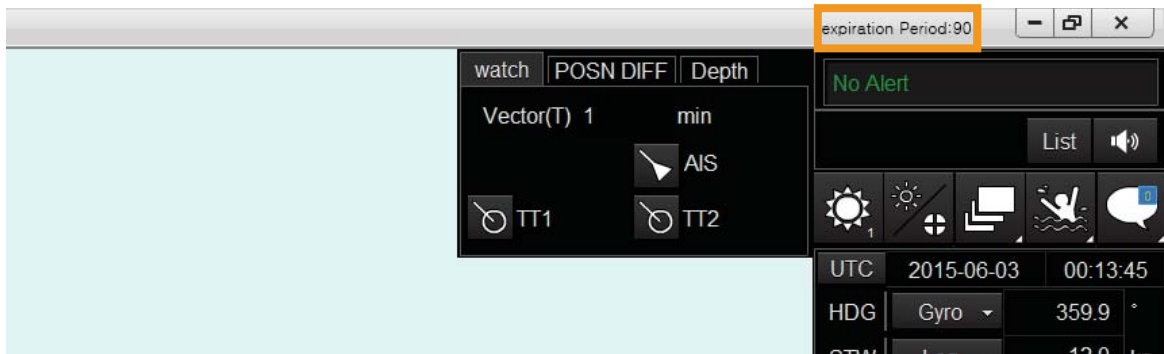 expiration Period:90
watch POSN DIFF Depth
No Alert
Vector(T) 1 min
List
AIS
TT1 TT2
1
0
UTC 2015-06-03 00:13:45
HDG Gyro 359.9 °